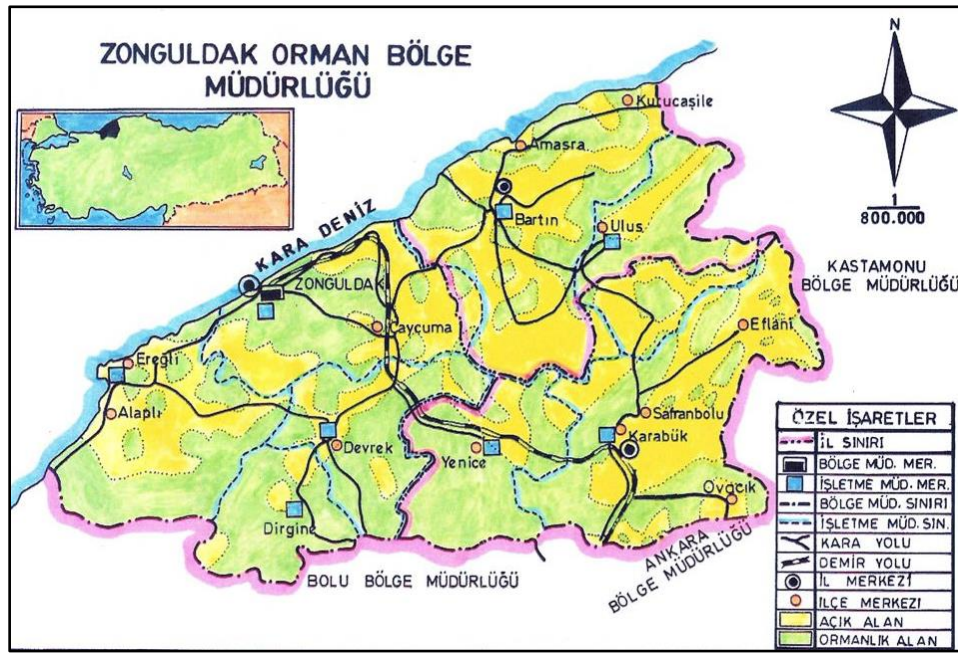 ZONGULDAK ORMAN BÖLGE
MÜDÜRLÜĞÜ
N
1
800.000
KARA DENİZ
Kurucaşile
Amasra
Bartın
Ulus
KASTAMONU
BÖLGE MÜDÜRLÜĞÜ
ZONGULDAK
Çaycuma
Eflani
Ereğli
Alaplı
Safranbolu
Karabük
Devrek
Yenice
Ovacık
Dirgine
ANKARA
BÖLGE MÜDÜRLÜĞÜ
BOLU BÖLGE MÜDÜRLÜĞÜ
ÖZEL İŞARETLER
İL SINIRI
BÖLGE MÜD. MER.
İŞLETME MÜD. MER.
BÖLGE MÜD. SINIRI
İŞLETME MÜD. SIN.
KARA YOLU
DEMİR YOLU
İL MERKEZİ
İLÇE MERKEZİ
AÇIK ALAN
ORMANLIK ALAN